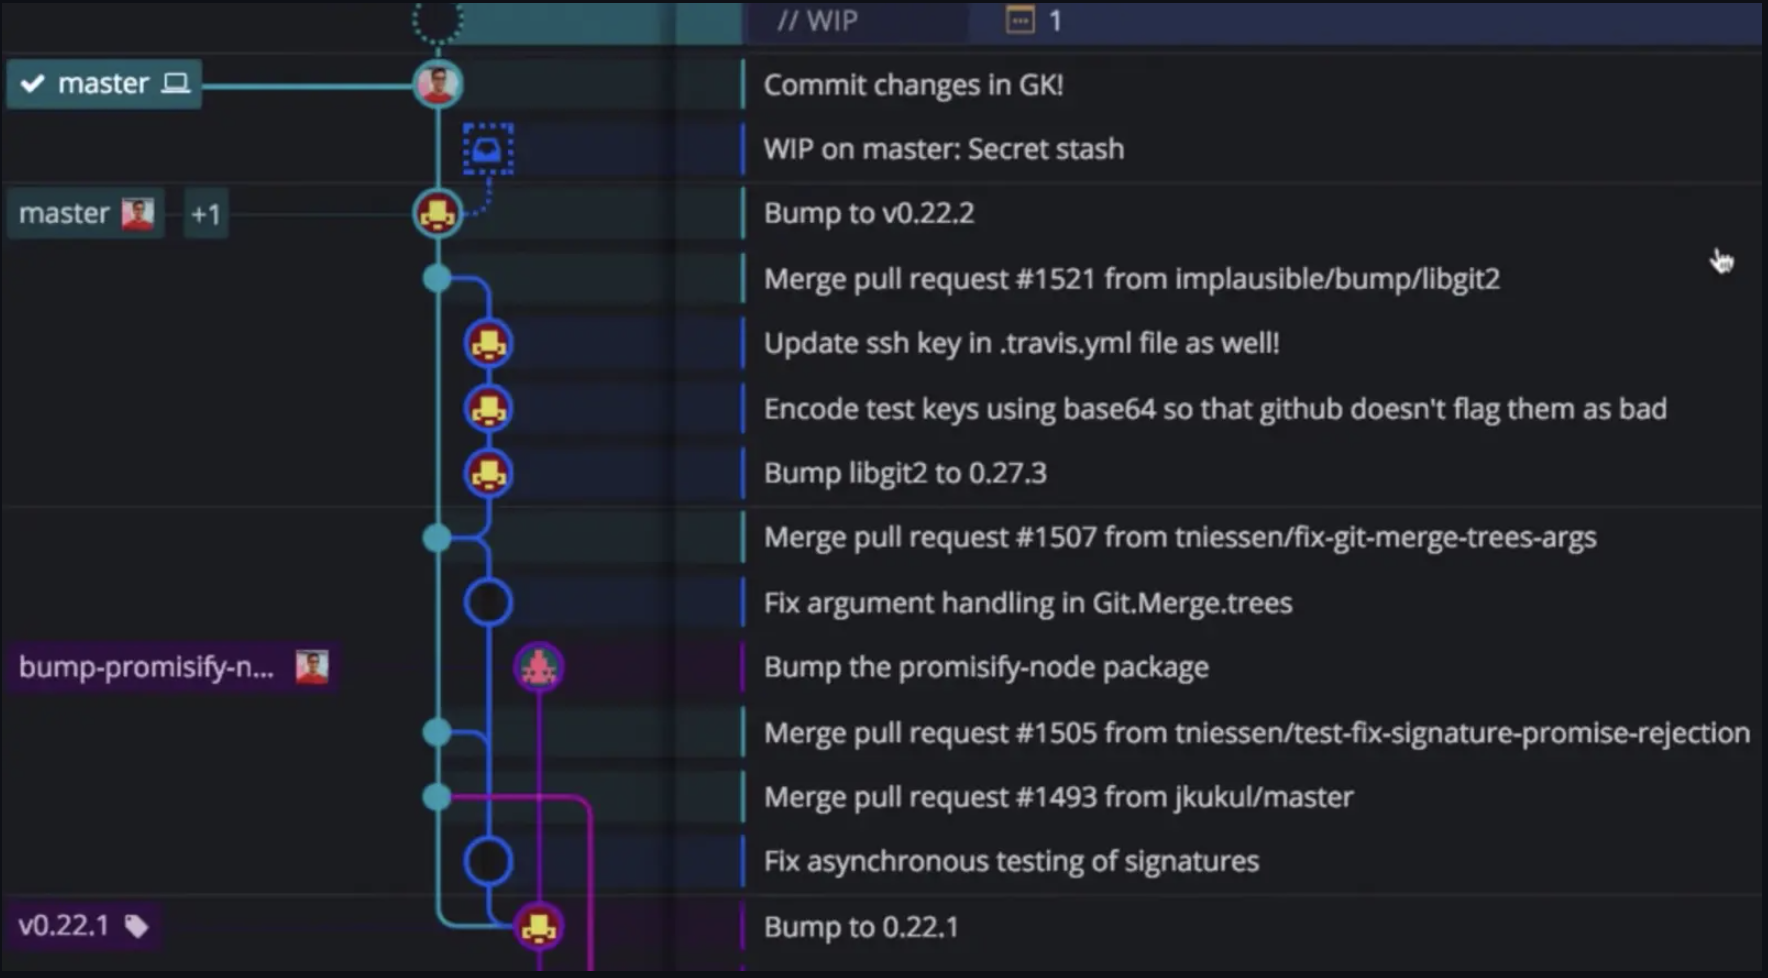 // WIP 1
master Commit changes in GK!
WIP on master: Secret stash
master +1 Bump to v0.22.2
Merge pull request #1521 from implausible/bump/libgit2
Update ssh key in .travis.yml file as well!
Encode test keys using base64 so that github doesn't flag them as bad
Bump libgit2 to 0.27.3
Merge pull request #1507 from tniessen/fix-git-merge-trees-args
Fix argument handling in Git.Merge.trees
bump-promisify-n... Bump the promisify-node package
Merge pull request #1505 from tniessen/test-fix-signature-promise-rejection
Merge pull request #1493 from jkukul/master
Fix asynchronous testing of signatures
v0.22.1 Bump to 0.22.1